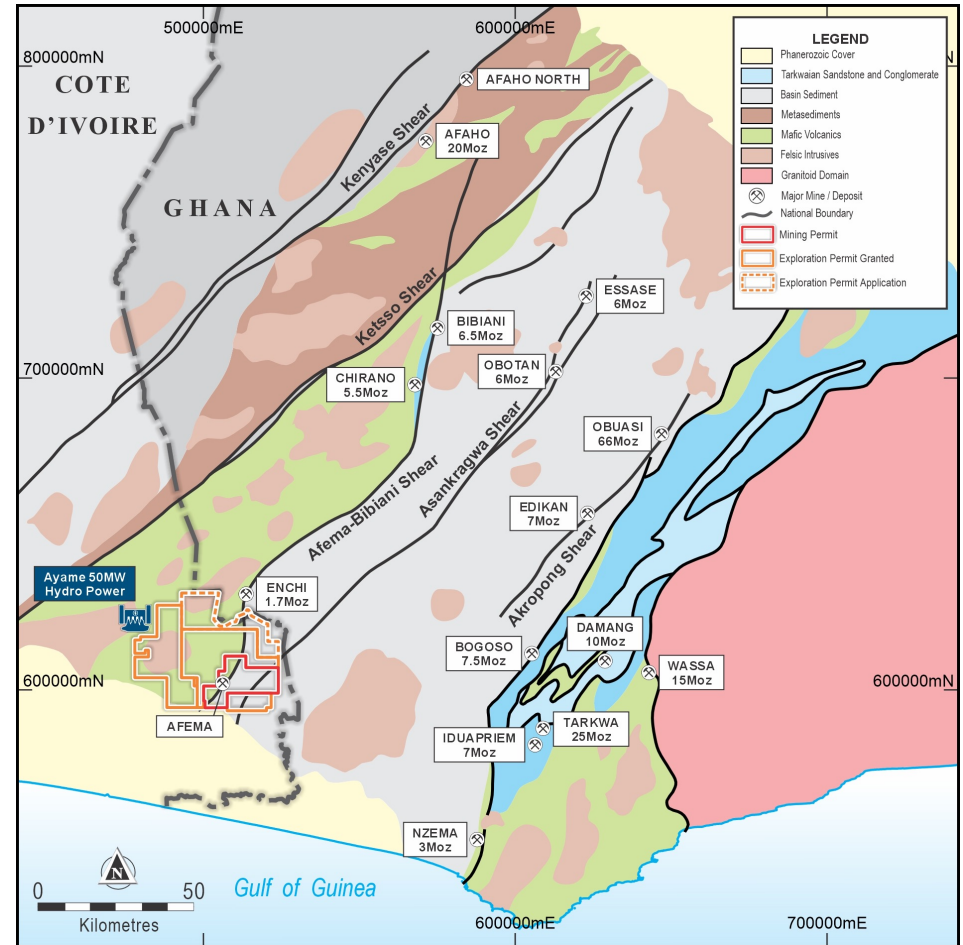 500000mE
600000mE
800000mN
N
COTE
D'IVOIRE
GHANA
LEGEND
Phanerozoic Cover
Tarkwaian Sandstone and Conglomerate
Basin Sediment
Metasediments
Mafic Volcanics
Felsic Intrusives
Granitoid Domain
Major Mine / Deposit
National Boundary
Mining Permit
Exploration Permit Granted
Exploration Permit Application
AFAHO NORTH
Kenyase Shear
AFAHO
20Moz
Ketsso Shear
ESSASE
6Moz
BIBIANI
6.5Moz
OBOTAN
6Moz
700000mN
CHIRANO
5.5Moz
OBUASI
66Moz
Asankragwa Shear
Afema-Bibiani Shear
EDIKAN
7Moz
Akropong Shear
Ayame 50MW
Hydro Power
ENCHI
1.7Moz
DAMANG
10Moz
BOGOSO
7.5Moz
WASSA
15Moz
600000mN
600000mN
AFEMA
TARKWA
25Moz
IDUAPRIEM
7Moz
NZEMA
3Moz
N
0
50
Kilometres
Gulf of Guinea
600000mE
700000mE